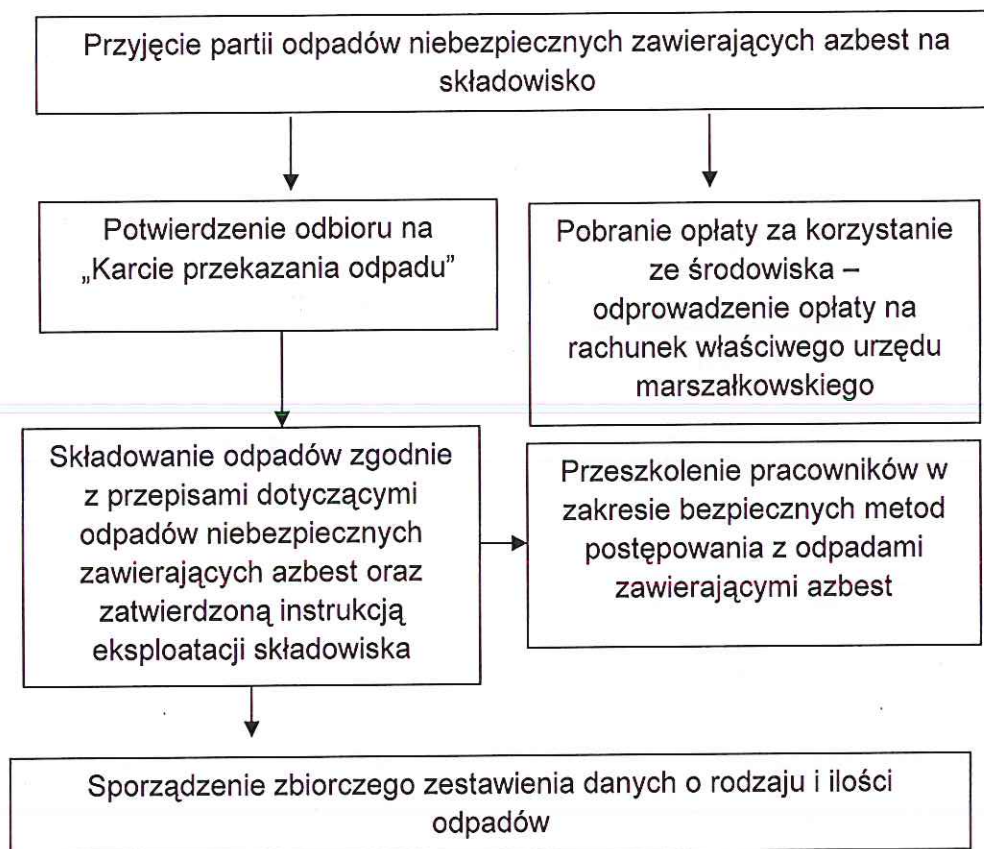 Przyjęcie partii odpadów niebezpiecznych zawierających azbest na
składowisko
Potwierdzenie odbioru na
„Karcie przekazania odpadu”
Pobranie opłaty za korzystanie
ze środowiska –
odprowadzenie opłaty na
rachunek właściwego urzędu
marszałkowskiego
Składowanie odpadów zgodnie
z przepisami dotyczącymi
odpadów niebezpiecznych
zawierających azbest oraz
zatwierdzoną instrukcją
eksploatacji składowiska
Przeszkolenie pracowników w
zakresie bezpiecznych metod
postępowania z odpadami
zawierającymi azbest
Sporządzenie zbiorczego zestawienia danych o rodzaju i ilości
odpadów